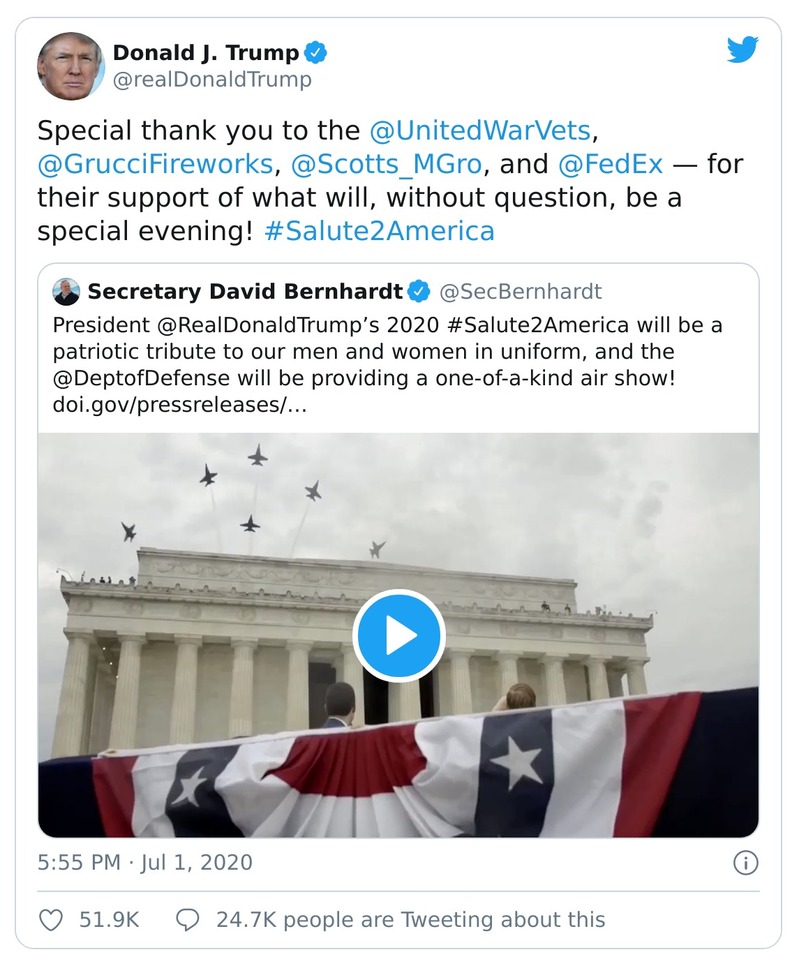 Donald J. Trump
@realDonaldTrump
Special thank you to the @UnitedWarVets,
@GrucciFireworks, @Scotts_MGro, and @FedEx — for
their support of what will, without question, be a
special evening! #Salute2America
Secretary David Bernhardt @SecBernhardt
President @RealDonaldTrump’s 2020 #Salute2America will be a
patriotic tribute to our men and women in uniform, and the
@DeptofDefense will be providing a one-of-a-kind air show!
doi.gov/pressreleases/…
5:55 PM · Jul 1, 2020
51.9K 24.7K people are Tweeting about this